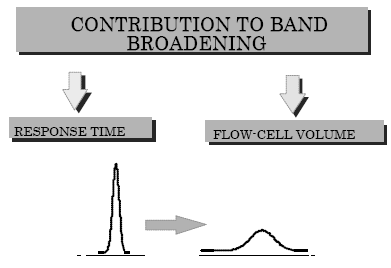 CONTRIBUTION TO BAND
BROADENING
RESPONSE TIME
FLOW-CELL VOLUME